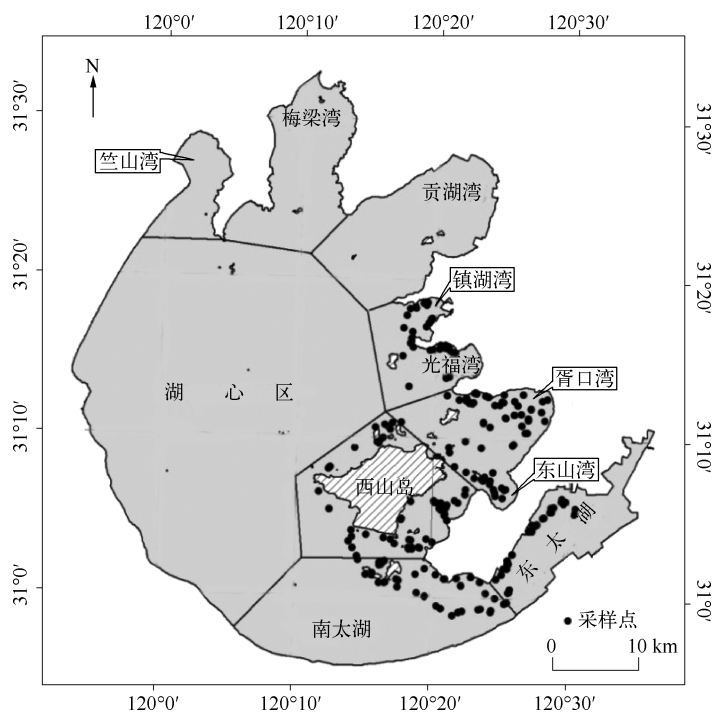 120°0′
120°10′
120°20′
120°30′
N
31°30′
31°30′
梅梁湾
竺山湾
贡湖湾
31°20′
31°20′
镇湖湾
光福湾
胥口湾
湖心区
31°10′
31°10′
东山湾
西山岛
东太湖
31°0′
31°0′
南太湖
采样点
0 10 km
120°0′
120°10′
120°20′
120°30′